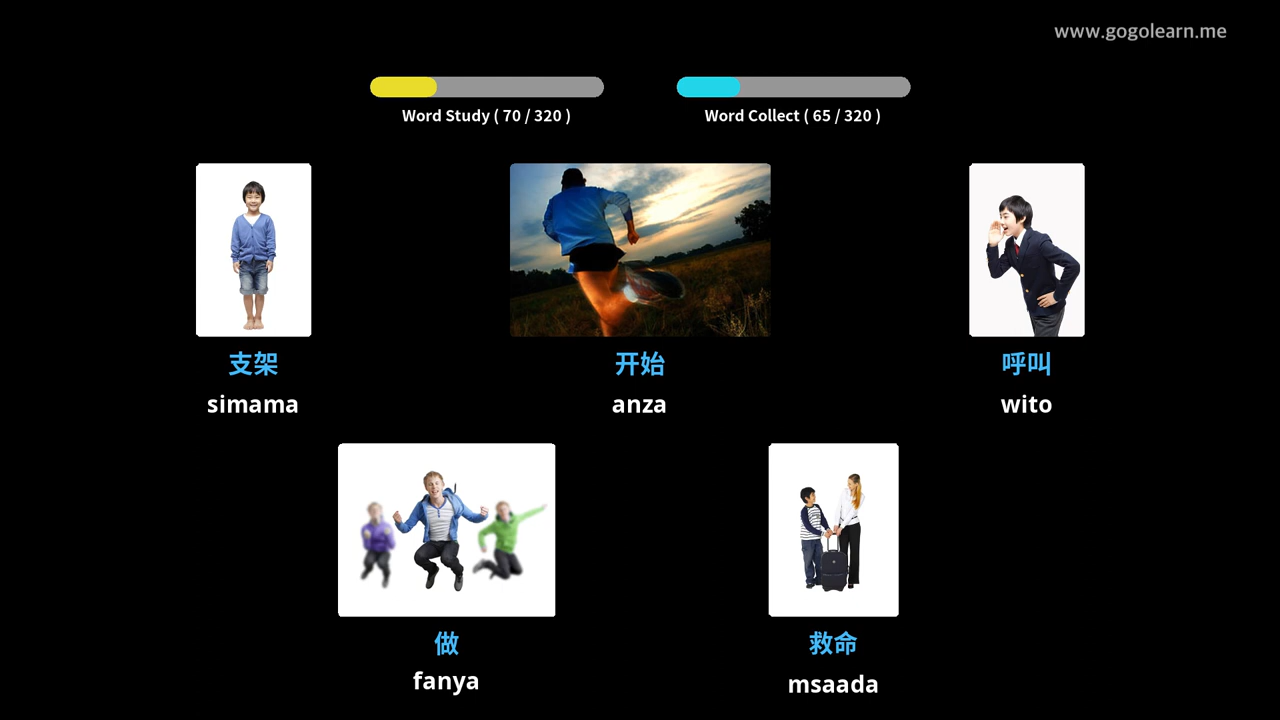 www.gogolearn.me
Word Study ( 70 / 320 )
Word Collect ( 65 / 320 )
支架
开始
呼叫
simama
anza
wito
做
救命
fanya
msaada